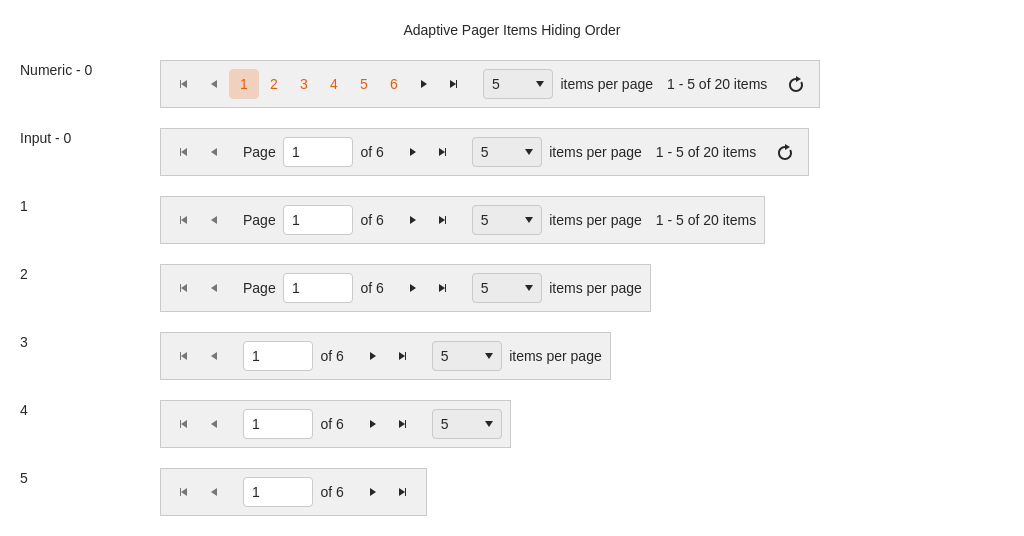 Adaptive Pager Items Hiding Order
Numeric - 0 1 2 3 4 5 6 5 items per page 1 - 5 of 20 items
Input - 0 Page 1 of 6 5 items per page 1 - 5 of 20 items
1 Page 1 of 6 5 items per page 1 - 5 of 20 items
2 Page 1 of 6 5 items per page
3 1 of 6 5 items per page
4 1 of 6 5
5 1 of 6